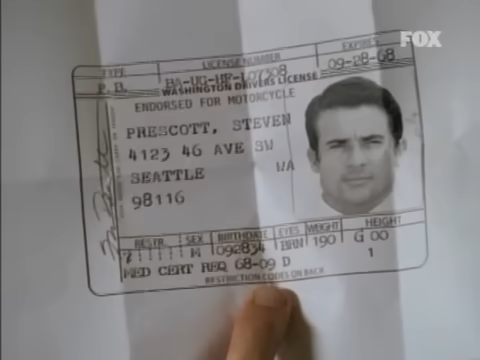 FOX
TYPE LICENSE NUMBER EXPIRES
P.D. 09-28-68
WASHINGTON DRIVERS LICENSE
ENDORSED FOR MOTORCYCLE
PRESCOTT, STEVEN
4123 46 AVE SW
SEATTLE WA
98116
RESTR. SEX BIRTHDATE EYES WEIGHT HEIGHT
M 092834 BRN 190 G 00
MED CERT REQ 68-09 D 1
RESTRICTION CODES ON BACK